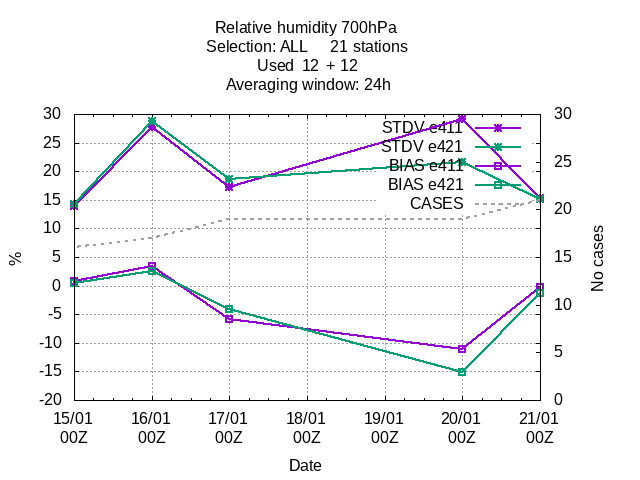 Relative humidity 700hPa
Selection: ALL     21 stations
Used  12 + 12
Averaging window: 24h
30 30
STDV e411
25 25
STDV e421
BIAS e411
20
BIAS e421
15 20
CASES
10 15
5
%
No cases
0
-5 10
-10 5
-15
-20 0
15/01 16/01 17/01 18/01 19/01 20/01 21/01
00Z 00Z 00Z 00Z 00Z 00Z 00Z
Date